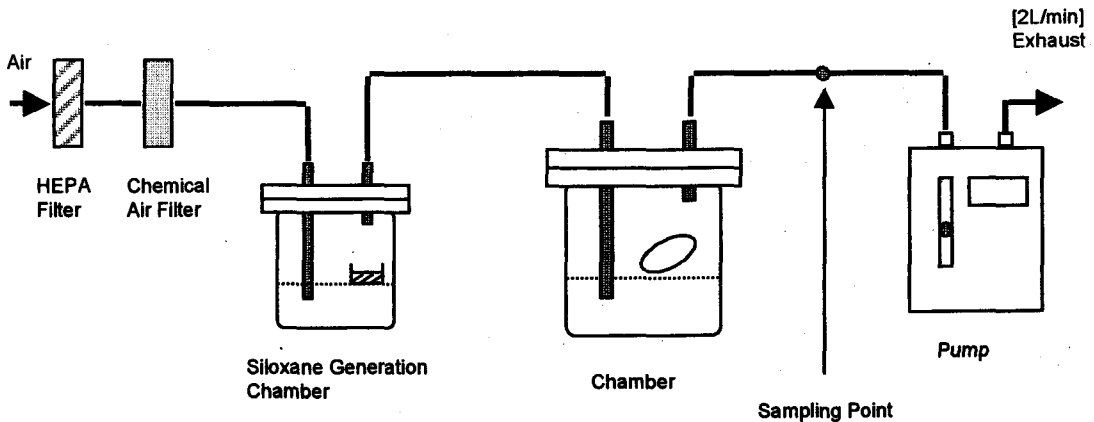 [2L/min]
Exhaust
Air
HEPA
Filter
Chemical
Air Filter
Siloxane Generation
Chamber
Chamber
Sampling Point
Pump